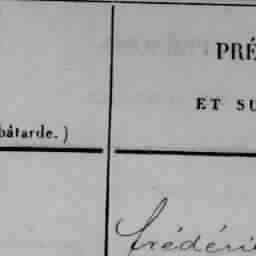 PRÉ
ET SU
bâtarde. )
frédéri